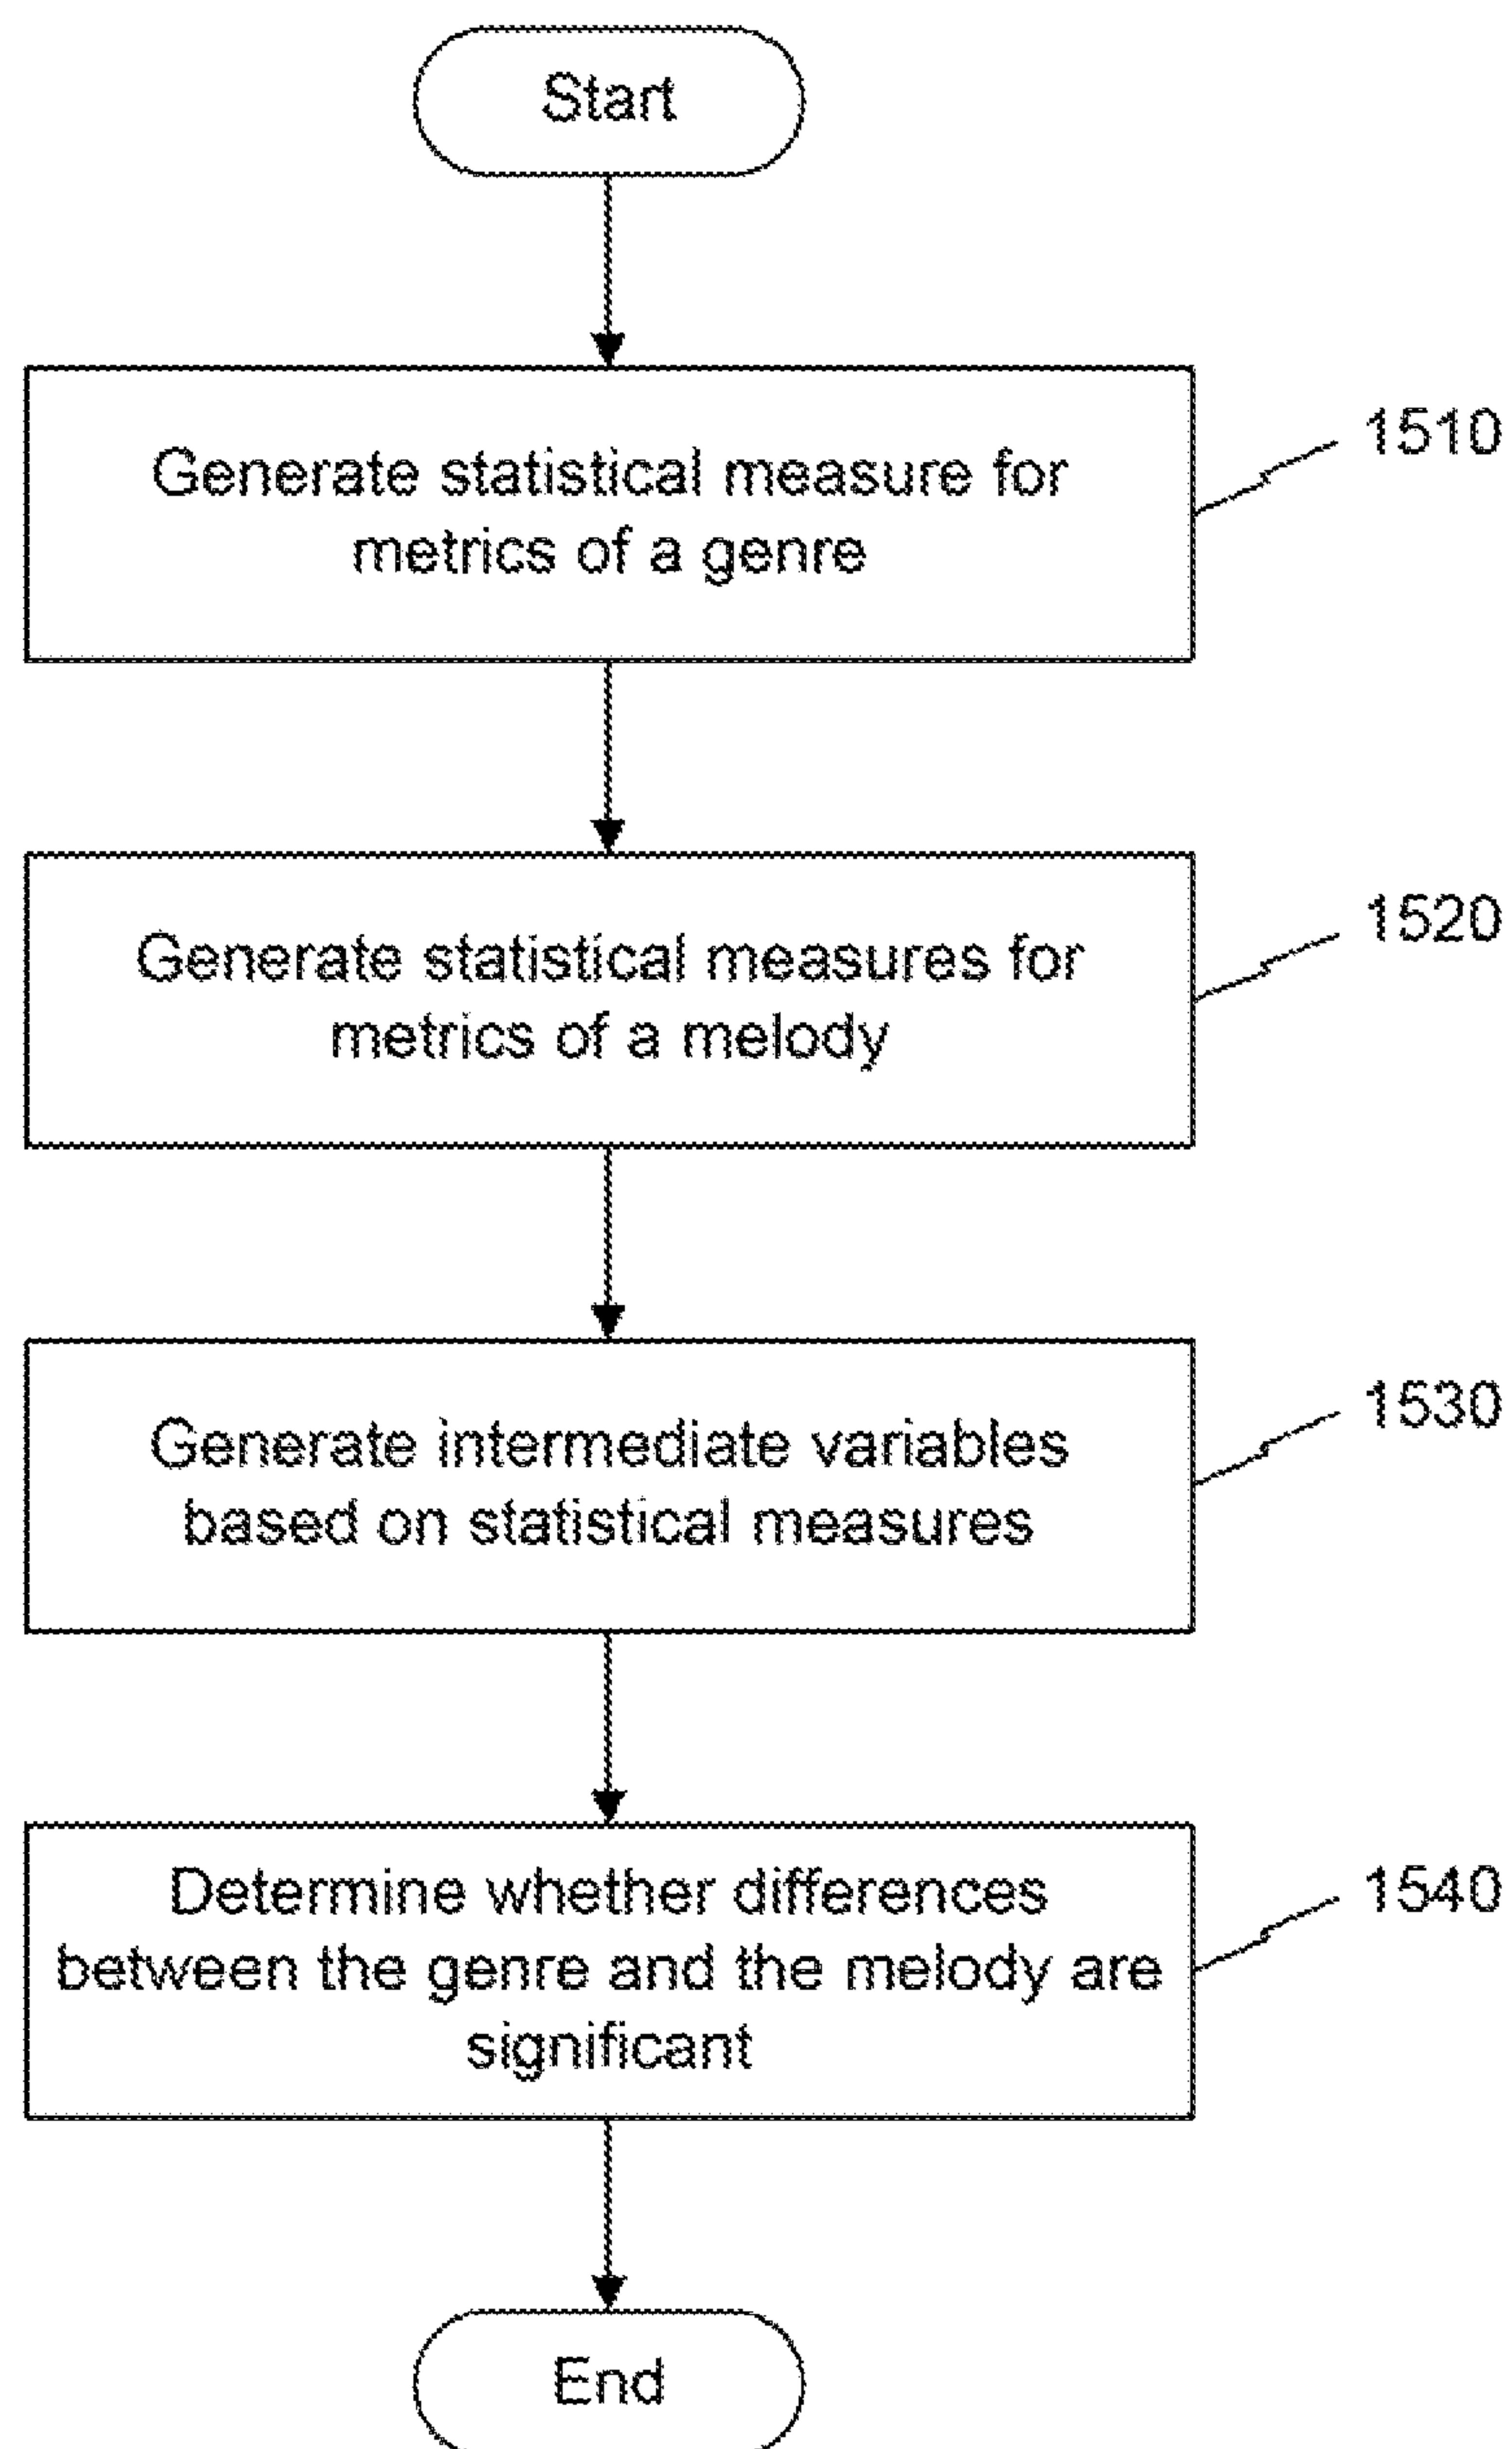 Start
Generate statistical measure for
metrics of a genre
1510
Generate statistical measures for
metrics of a melody
1520
Generate intermediate variables
based on statistical measures
1530
Determine whether differences
between the genre and the melody are
significant
1540
End